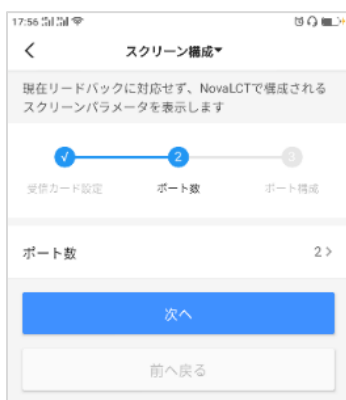 17:56
スクリーン構成▾
現在リードバックに対応せず、NovaLCTで構成される
スクリーンパラメータを表示します
2
3
受信カード設定
ポート数
ポート構成
ポート数
2 >
次へ
前へ戻る